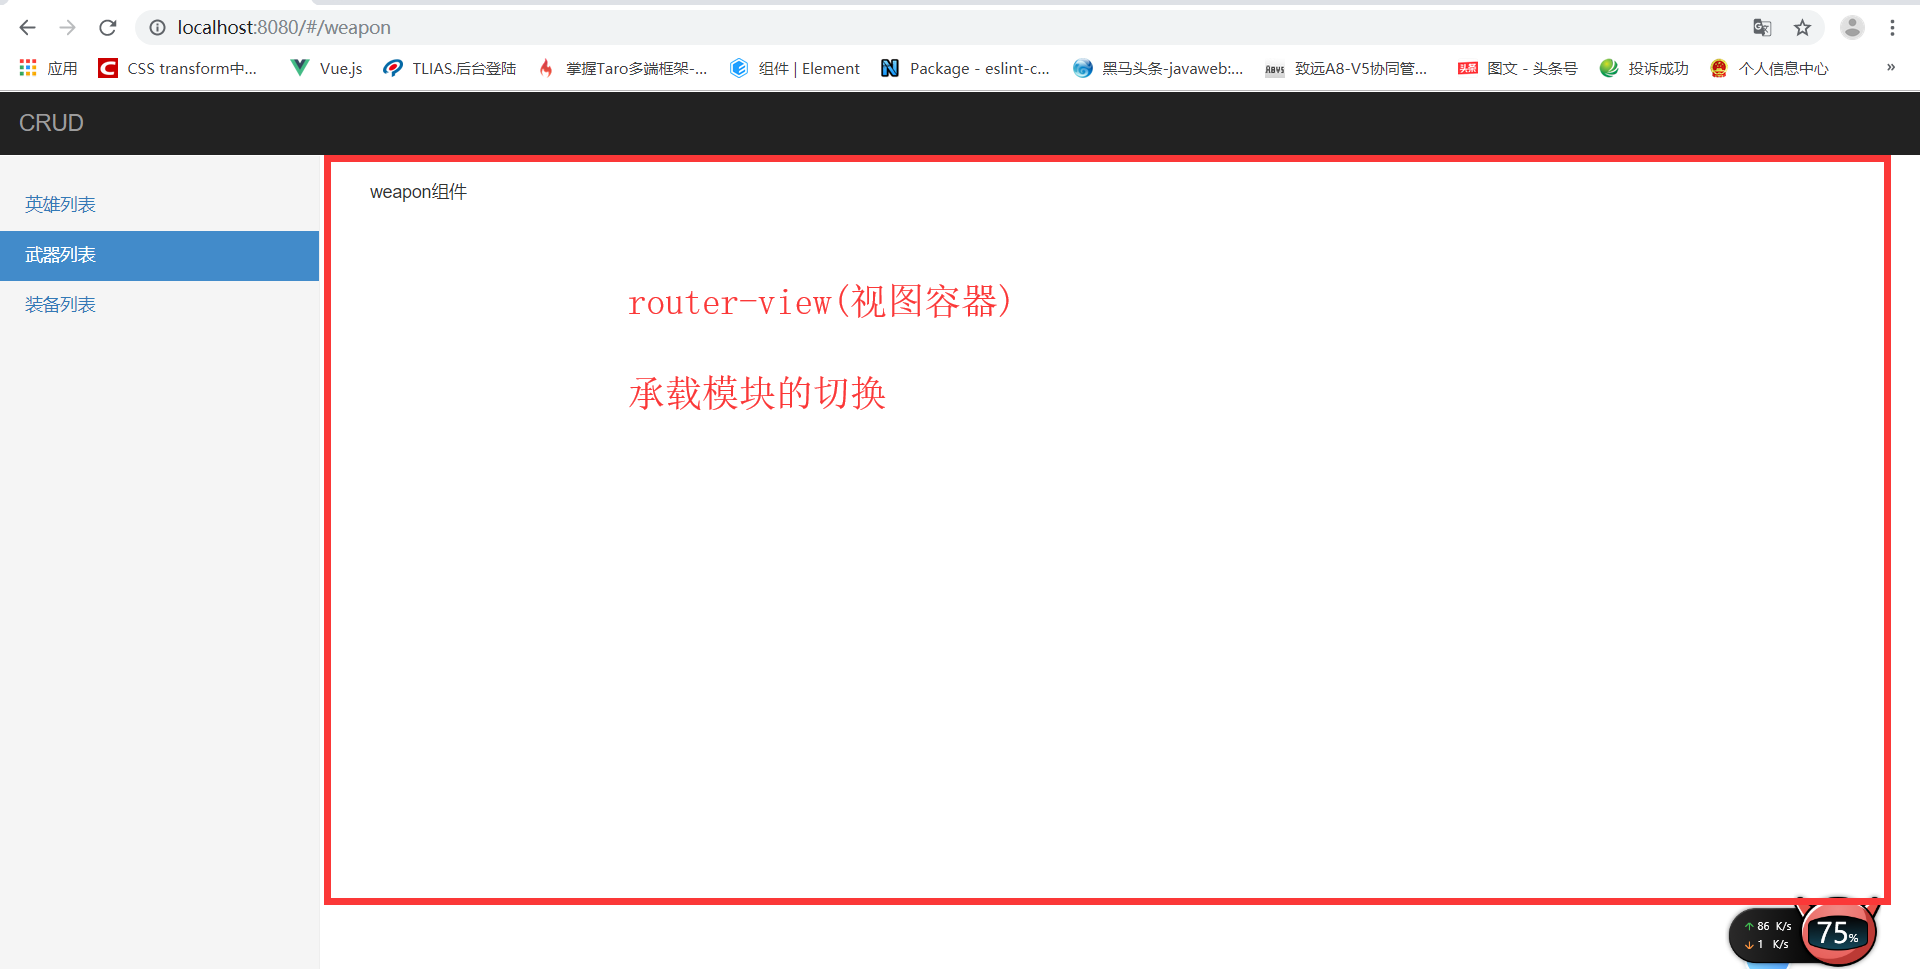 localhost:8080/#/weapon
应用 CSS transform中... Vue.js TLIAS.后台登陆 掌握Taro多端框架-... 组件 | Element Package - eslint-c... 黑马头条-javaweb:... 致远A8-V5协同管... 头条 图文 - 头条号 投诉成功 个人信息中心 »
CRUD
英雄列表
武器列表
装备列表
weapon组件
router-view(视图容器)
承载模块的切换
↑ 86 K/s
↓ 1 K/s
75%